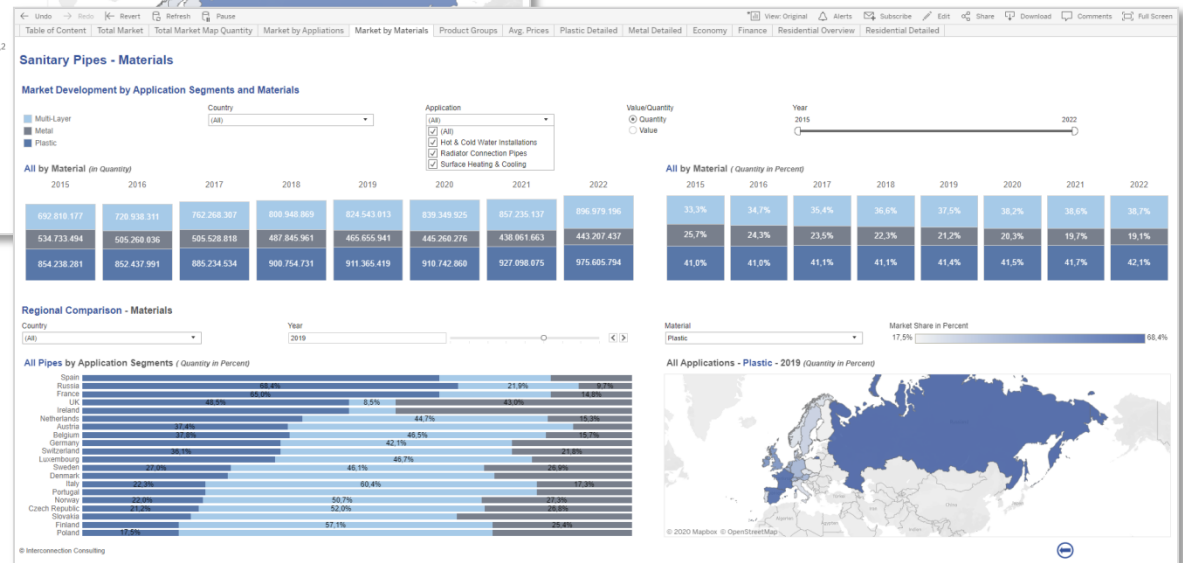 Undo Redo Revert Refresh Pause View: Original Alerts Subscribe Edit Share Download Comments Full Screen
Table of Content Total Market Total Market Map Quantity Market by Appliations Market by Materials Product Groups Avg. Prices Plastic Detailed Metal Detailed Economy Finance Residential Overview Residential Detailed
Sanitary Pipes - Materials
Market Development by Application Segments and Materials
Country Application Value/Quantity Year
Multi-Layer (All) (All) Quantity 2015 2022
Metal (All) Value
Plastic Hot & Cold Water Installations
Radiator Connection Pipes
Surface Heating & Cooling
All by Material (in Quantity) All by Material ( Quantity in Percent)
2015 2016 2017 2018 2019 2020 2021 2022 2015 2016 2017 2018 2019 2020 2021 2022
692.810.177 728.938.311 762.268.307 800.948.869 824.543.013 839.349.925 857.235.137 896.979.196 33,3% 34,7% 35,4% 36,6% 37,5% 38,2% 38,6% 38,7%
534.733.494 505.260.036 505.528.818 487.845.961 465.655.941 445.260.276 438.061.663 443.207.437 25,7% 24,3% 23,5% 22,3% 21,2% 20,3% 19,7% 19,1%
854.238.281 852.437.991 885.234.534 900.754.731 911.365.419 910.742.860 927.098.075 975.605.794 41,0% 41,0% 41,1% 41,1% 41,4% 41,5% 41,7% 42,1%
Regional Comparison - Materials
Country Year Material Market Share in Percent
(All) 2019 Plastic 17,5% 68,4%
All Pipes by Application Segments ( Quantity in Percent) All Applications - Plastic - 2019 (Quantity in Percent)
Spain
Russia 68,4% 21,9% 9,7%
France 65,0% 14,8%
UK 48,5% 8,5% 43,0%
Ireland
Netherlands 44,7% 15,3%
Austria 37,4%
Belgium 37,8% 46,5% 15,7%
Germany 42,1%
Switzerland 36,1% 21,8%
Luxembourg 46,7%
Sweden 27,0% 46,1% 26,9%
Denmark
Italy 22,3% 60,4% 17,3%
Portugal
Norway 22,0% 50,7% 27,3%
Czech Republic 21,2% 52,0% 26,8%
Slovakia
Finland 57,1% 25,4%
Poland 17,5%
© 2020 Mapbox © OpenStreetMap
© Interconnection Consulting